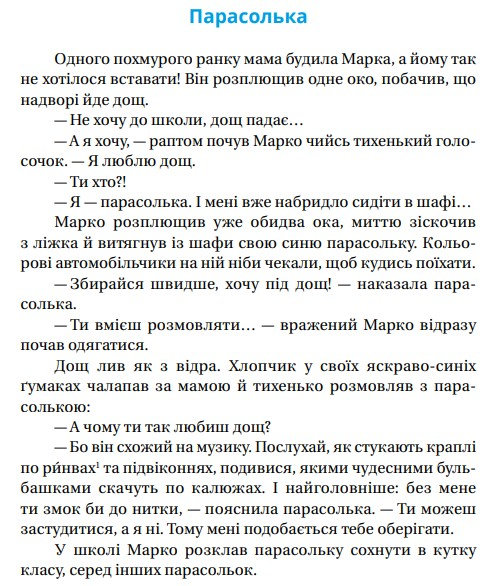 Парасолька
Одного похмурого ранку мама будила Марка, а йому так
не хотілося вставати! Він розплющив одне око, побачив, що
надворі йде дощ.
— Не хочу до школи, дощ падає…
— А я хочу, — раптом почув Марко чийсь тихенький голо-
сочок. — Я люблю дощ.
— Ти хто?!
— Я — парасолька. І мені вже набридло сидіти в шафі…
Марко розплющив уже обидва ока, миттю зіскочив
з ліжка й витягнув із шафи свою синю парасольку. Кольо-
рові автомобільчики на ній ніби чекали, щоб кудись поїхати.
— Збирайся швидше, хочу під дощ! — наказала пара-
солька.
— Ти вмієш розмовляти… — вражений Марко відразу
почав одягатися.
Дощ лив як з відра. Хлопчик у своїх яскраво-синіх
ґумаках чалапав за мамою й тихенько розмовляв з пара-
солькою:
— А чому ти так любиш дощ?
— Бо він схожий на музику. Послухай, як стукають краплі
по ри́нвах¹ та підвіконнях, подивися, якими чудесними буль-
башками скачуть по калюжах. І найголовніше: без мене
ти змок би до нитки, — пояснила парасолька. — Ти можеш
застудитися, а я ні. Тому мені подобається тебе оберігати.
У школі Марко розклав парасольку сохнути в кутку
класу, серед інших парасольок.